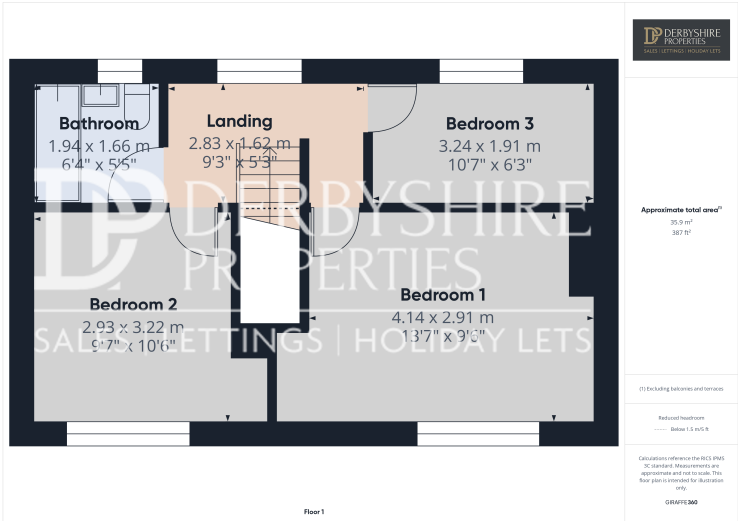 Bathroom
1.94 x 1.66 m
6'4" x 5'5"
Landing
2.83 x 1.62 m
9'3" x 5'3"
Bedroom 3
3.24 x 1.91 m
10'7" x 6'3"
DP DERBYSHIRE
PROPERTIES
SALES | LETTINGS | HOLIDAY LETS
Bedroom 2
2.93 x 3.22 m
9'7" x 10'6"
Bedroom 1
4.14 x 2.91 m
13'7" x 9'6"
Floor 1
DP DERBYSHIRE
PROPERTIES
SALES | LETTINGS | HOLIDAY LETS
Approximate total area(1)
35.9 m²
387 ft²
(1) Excluding balconies and terraces
Reduced headroom
Below 1.5 m/5 ft
Calculations reference the RICS IPMS
3C standard. Measurements are
approximate and not to scale. This
floor plan is intended for illustration
only.
GIRAFFE360